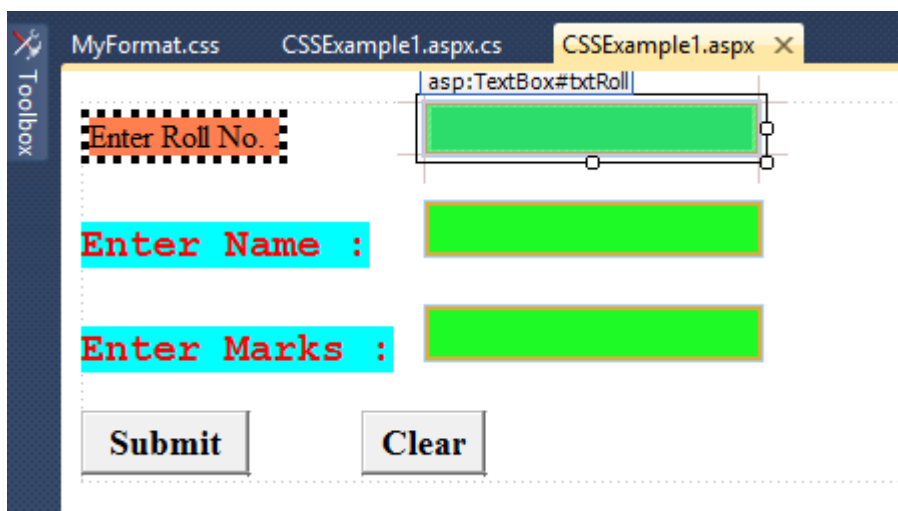 MyFormat.css CSSExample1.aspx.cs CSSExample1.aspx
Toolbox
asp:TextBox#txtRoll
Enter Roll No. :
Enter Name :
Enter Marks :
Submit Clear